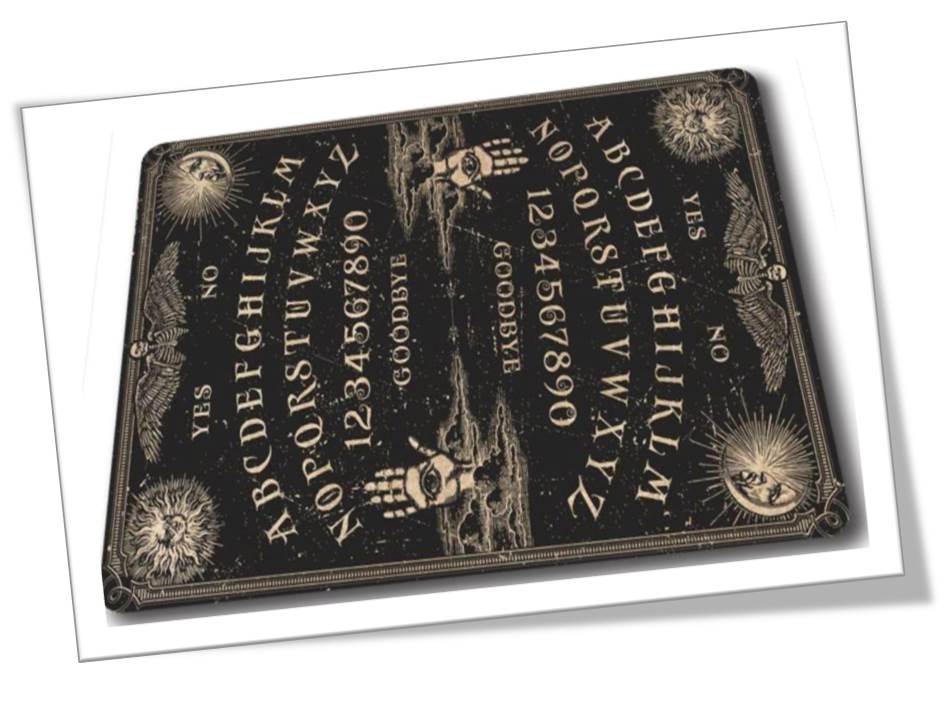 YES NO
ABCDEFGHIJKLM
NOPQRSTUVWXYZ
1234567890
GOODBYE
YES NO
ABCDEFGHIJKLM
NOPQRSTUVWXYZ
1234567890
GOODBYE